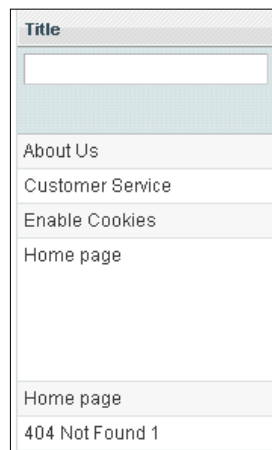 Title
About Us
Customer Service
Enable Cookies
Home page
Home page
404 Not Found 1